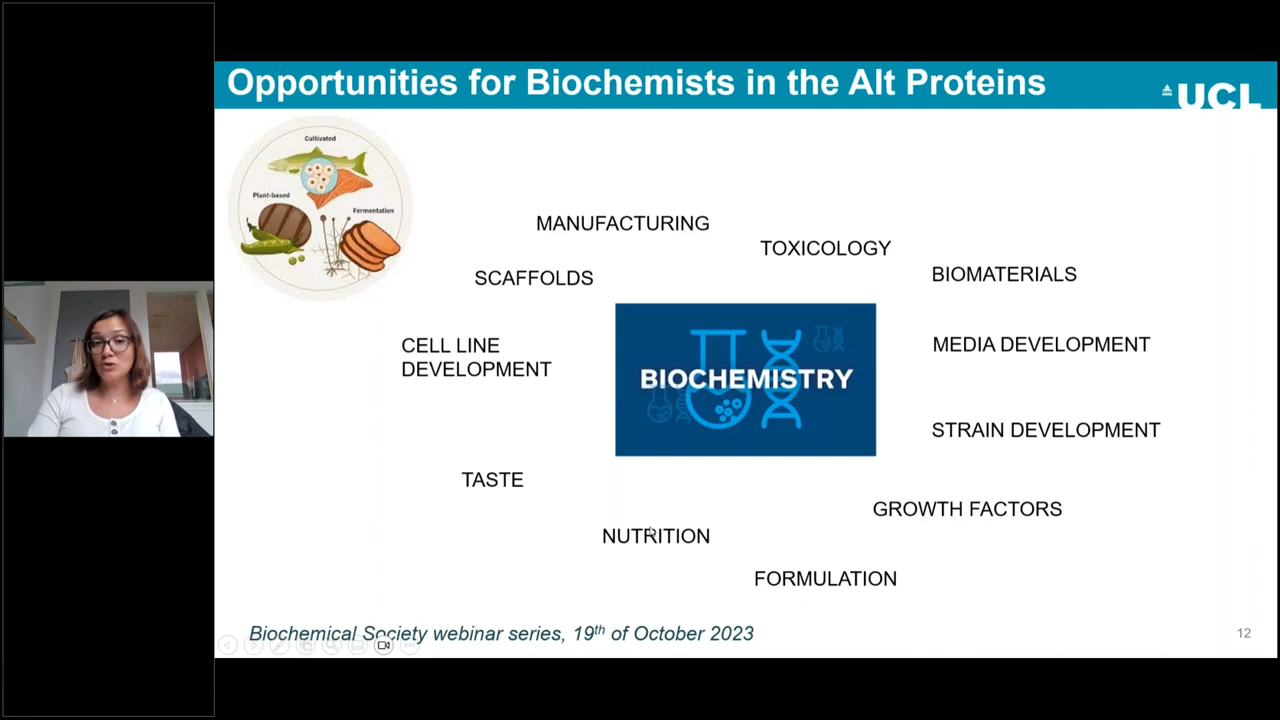 Opportunities for Biochemists in the Alt Proteins
UCL
Cultivated
Plant-based
Fermentation
MANUFACTURING
TOXICOLOGY
SCAFFOLDS
BIOMATERIALS
CELL LINE
DEVELOPMENT
MEDIA DEVELOPMENT
BIOCHEMISTRY
STRAIN DEVELOPMENT
TASTE
GROWTH FACTORS
NUTRITION
FORMULATION
Biochemical Society webinar series, 19th of October 2023
12